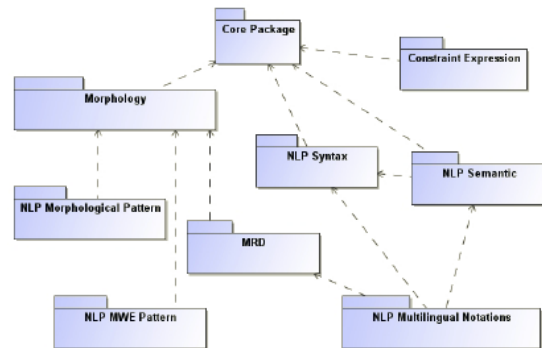 Core Package
Constraint Expression
Morphology
NLP Syntax
NLP Semantic
NLP Morphological Pattern
MRD
NLP MWE Pattern
NLP Multilingual Notations